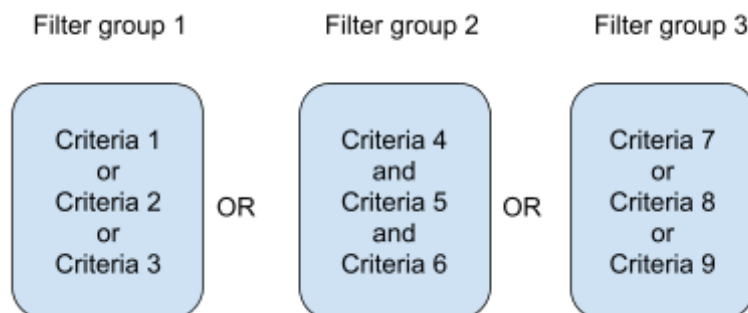 Filter group 1
Filter group 2
Filter group 3
Criteria 1
or
Criteria 2
or
Criteria 3
OR
Criteria 4
and
Criteria 5
and
Criteria 6
OR
Criteria 7
or
Criteria 8
or
Criteria 9